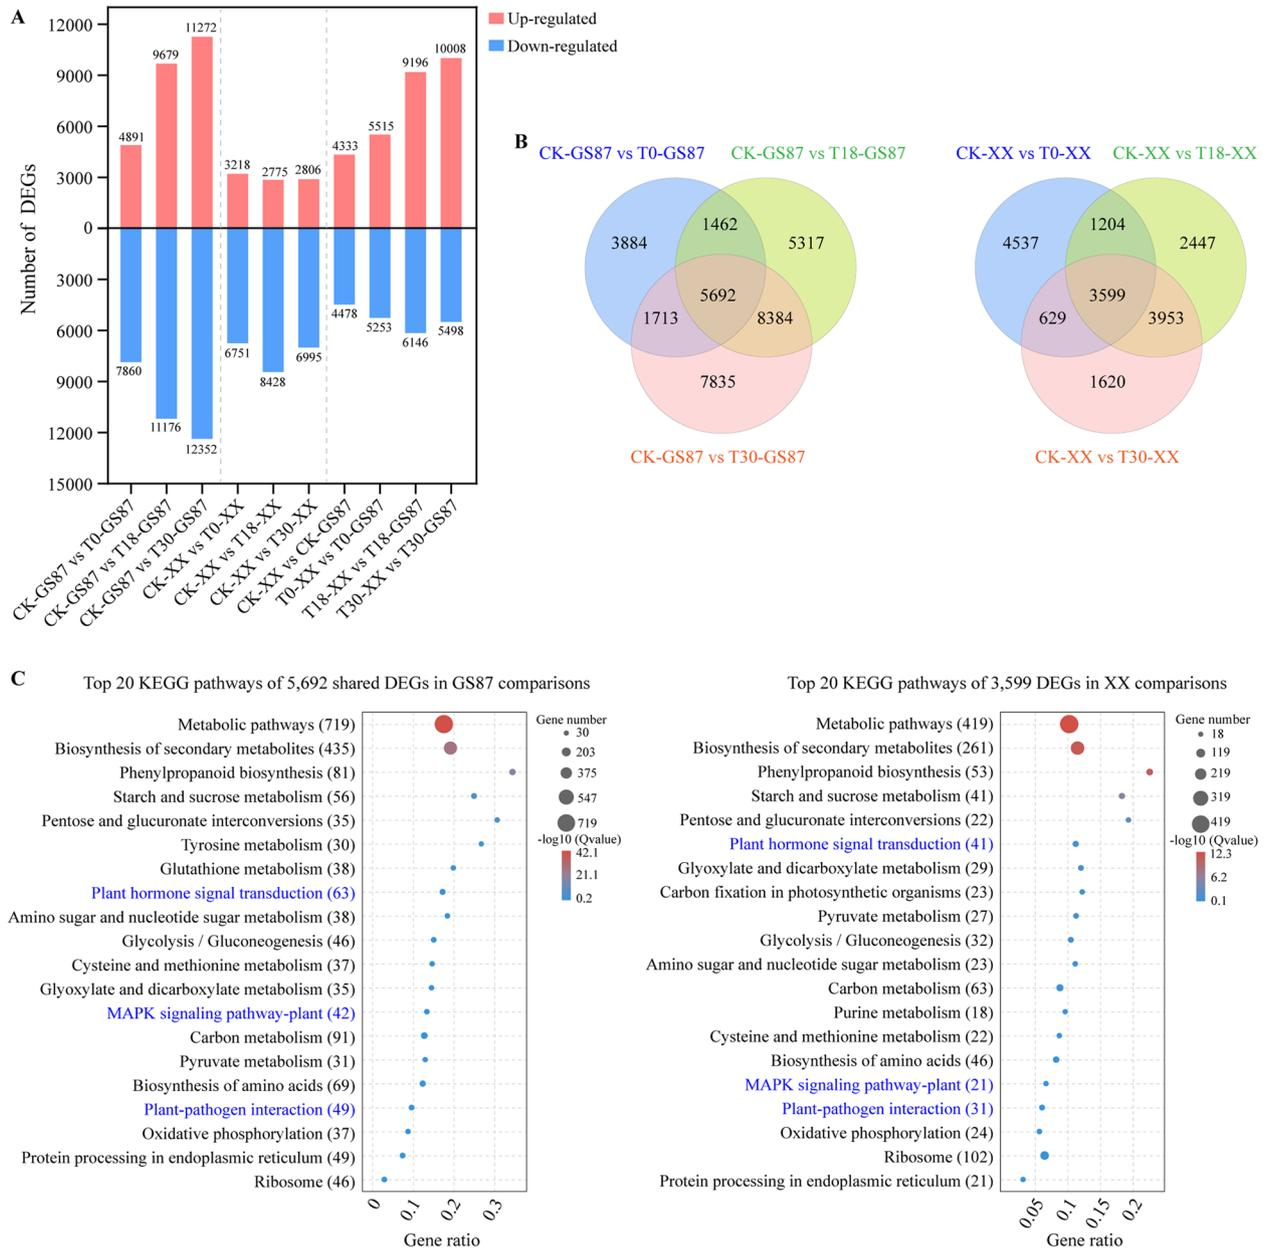 A
Up-regulated
Down-regulated
Number of DEGs
12000
9000
6000
3000
0
3000
6000
9000
12000
15000
4891
9679
11272
3218
2775
2806
4333
5515
9196
10008
7860
11176
12352
6751
8428
6995
4478
5253
6146
5498
CK-GS87 vs T0-GS87
CK-GS87 vs T18-GS87
CK-GS87 vs T30-GS87
CK-XX vs T0-XX
CK-XX vs T18-XX
CK-XX vs T30-XX
CK-XX vs CK-GS87
T0-XX vs T0-GS87
T18-XX vs T18-GS87
T30-XX vs T30-GS87
B
CK-GS87 vs T0-GS87
CK-GS87 vs T18-GS87
3884
1462
5317
5692
1713
8384
7835
CK-GS87 vs T30-GS87
CK-XX vs T0-XX
CK-XX vs T18-XX
4537
1204
2447
3599
629
3953
1620
CK-XX vs T30-XX
C
Top 20 KEGG pathways of 5,692 shared DEGs in GS87 comparisons
Metabolic pathways (719)
Biosynthesis of secondary metabolites (435)
Phenylpropanoid biosynthesis (81)
Starch and sucrose metabolism (56)
Pentose and glucuronate interconversions (35)
Tyrosine metabolism (30)
Glutathione metabolism (38)
Plant hormone signal transduction (63)
Amino sugar and nucleotide sugar metabolism (38)
Glycolysis / Gluconeogenesis (46)
Cysteine and methionine metabolism (37)
Glyoxylate and dicarboxylate metabolism (35)
MAPK signaling pathway-plant (42)
Carbon metabolism (91)
Pyruvate metabolism (31)
Biosynthesis of amino acids (69)
Plant-pathogen interaction (49)
Oxidative phosphorylation (37)
Protein processing in endoplasmic reticulum (49)
Ribosome (46)
0
0.1
0.2
0.3
Gene ratio
Gene number
30
203
375
547
719
-log10 (Qvalue)
42.1
21.1
0.2
Top 20 KEGG pathways of 3,599 DEGs in XX comparisons
Metabolic pathways (419)
Biosynthesis of secondary metabolites (261)
Phenylpropanoid biosynthesis (53)
Starch and sucrose metabolism (41)
Pentose and glucuronate interconversions (22)
Plant hormone signal transduction (41)
Glyoxylate and dicarboxylate metabolism (29)
Carbon fixation in photosynthetic organisms (23)
Pyruvate metabolism (27)
Glycolysis / Gluconeogenesis (32)
Amino sugar and nucleotide sugar metabolism (23)
Carbon metabolism (63)
Purine metabolism (18)
Cysteine and methionine metabolism (22)
Biosynthesis of amino acids (46)
MAPK signaling pathway-plant (21)
Plant-pathogen interaction (31)
Oxidative phosphorylation (24)
Ribosome (102)
Protein processing in endoplasmic reticulum (21)
0.05
0.1
0.15
0.2
Gene ratio
Gene number
18
119
219
319
419
-log10 (Qvalue)
12.3
6.2
0.1